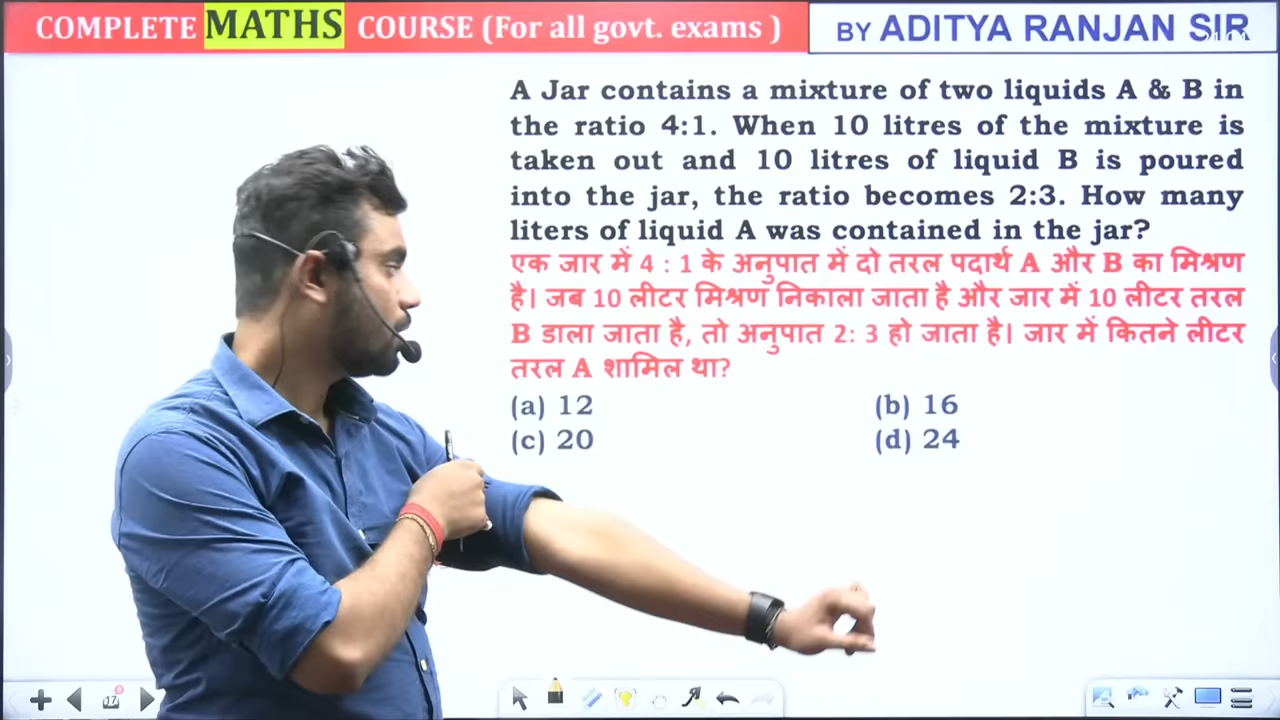 COMPLETE MATHS COURSE (For all govt. exams )
BY ADITYA RANJAN SIR
A Jar contains a mixture of two liquids A & B in
the ratio 4:1. When 10 litres of the mixture is
taken out and 10 litres of liquid B is poured
into the jar, the ratio becomes 2:3. How many
liters of liquid A was contained in the jar?
एक जार में 4 : 1 के अनुपात में दो तरल पदार्थ A और B का मिश्रण
है। जब 10 लीटर मिश्रण निकाला जाता है और जार में 10 लीटर तरल
B डाला जाता है, तो अनुपात 2: 3 हो जाता है। जार में कितने लीटर
तरल A शामिल था?
(a) 12 (b) 16
(c) 20 (d) 24
17